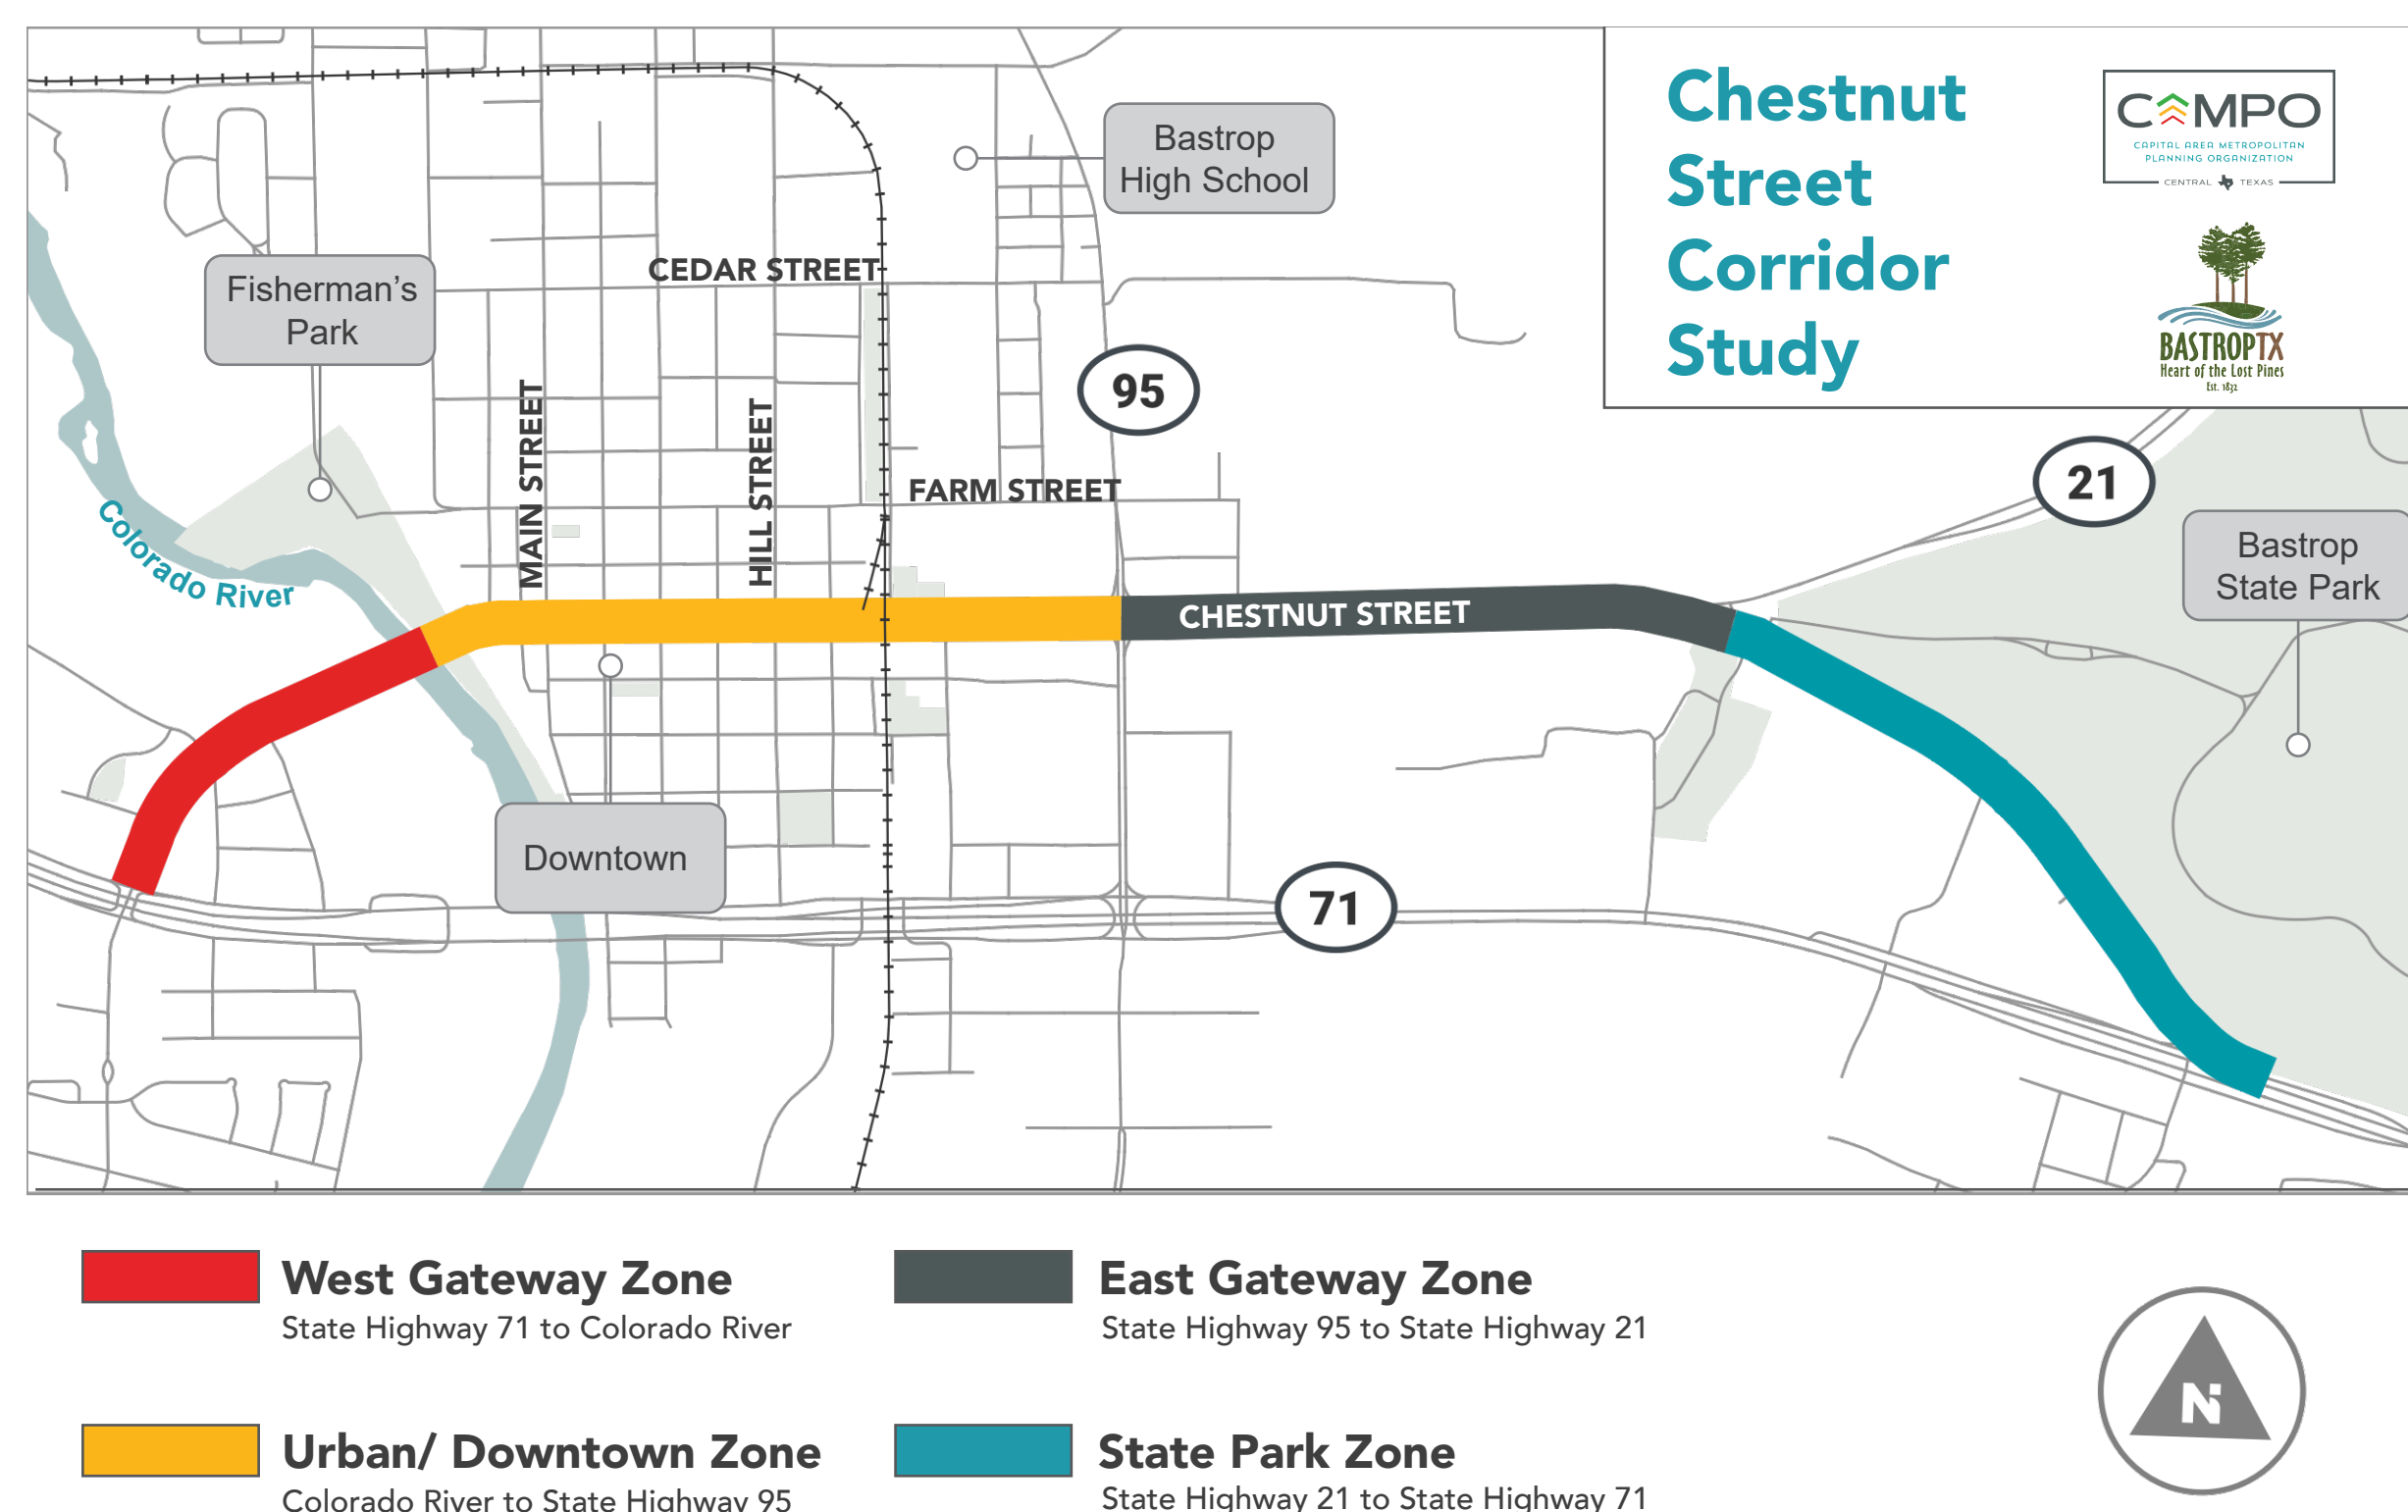 Chestnut
Street
Corridor
Study
CAMPO
CAPITAL AREA METROPOLITAN
PLANNING ORGANIZATION
CENTRAL TEXAS
BASTROPTX
Heart of the Lost Pines
Est. 1832
Bastrop
High School
Fisherman's
Park
CEDAR STREET
MAIN STREET
HILL STREET
FARM STREET
95
21
Bastrop
State Park
Colorado River
CHESTNUT STREET
Downtown
71
West Gateway Zone
State Highway 71 to Colorado River
East Gateway Zone
State Highway 95 to State Highway 21
Urban/ Downtown Zone
Colorado River to State Highway 95
State Park Zone
State Highway 21 to State Highway 71
N